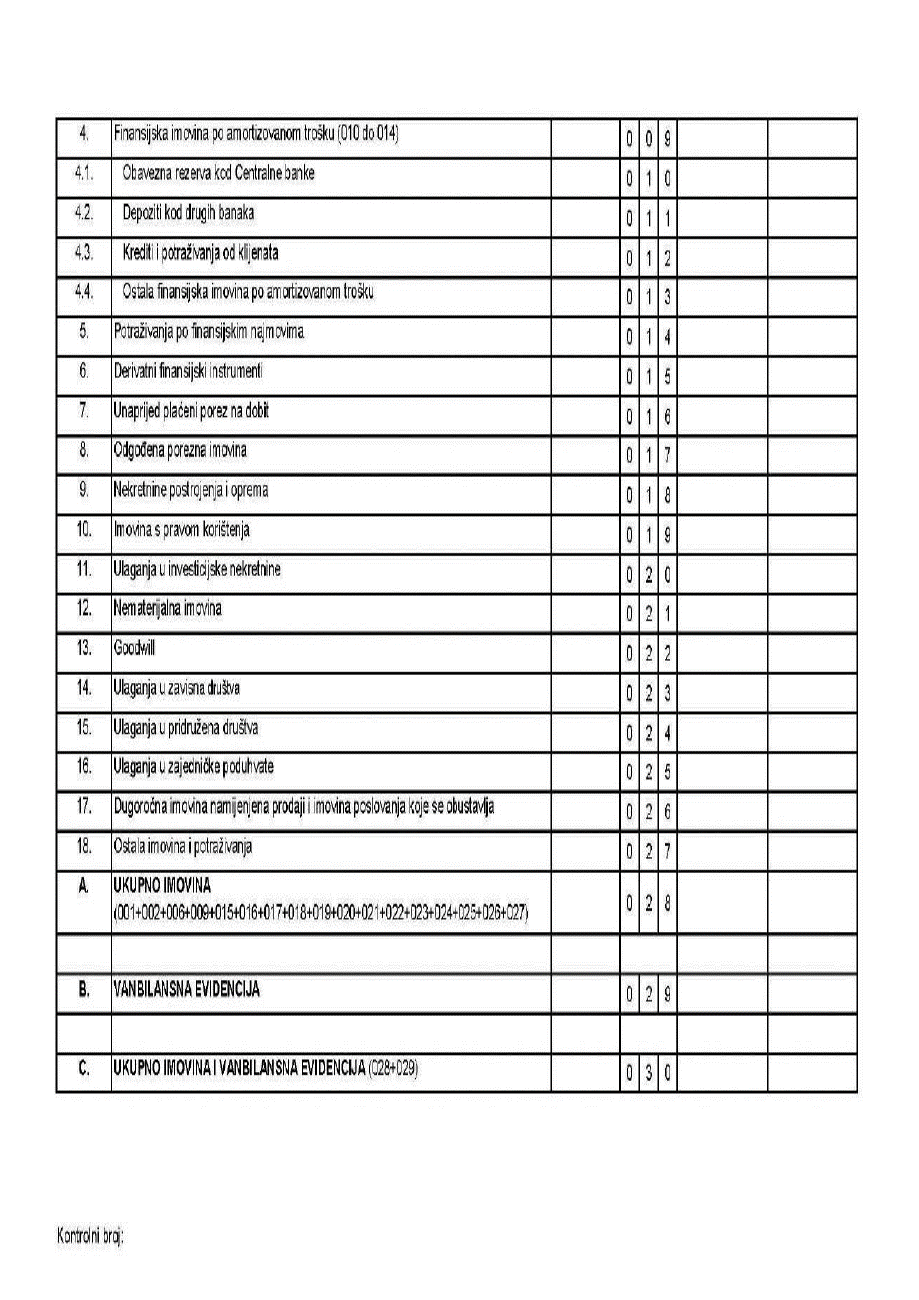 4. Finansijska imovina po amortizovanom trošku (010 do 014) 0 0 9
4.1. Obavezna rezerva kod Centralne banke 0 1 0
4.2. Depoziti kod drugih banaka 0 1 1
4.3. Krediti i potraživanja od klijenata 0 1 2
4.4. Ostala finansijska imovina po amortizovanom trošku 0 1 3
5. Potraživanja po finansijskim najmovima 0 1 4
6. Derivatni finansijski instrumenti 0 1 5
7. Unaprijed plaćeni porez na dobit 0 1 6
8. Odgođena porezna imovina 0 1 7
9. Nekretnine postrojenja i oprema 0 1 8
10. Imovina s pravom korištenja 0 1 9
11. Ulaganja u investicijske nekretnine 0 2 0
12. Nematerijalna imovina 0 2 1
13. Goodwill 0 2 2
14. Ulaganja u zavisna društva 0 2 3
15. Ulaganja u pridružena društva 0 2 4
16. Ulaganja u zajedničke poduhvate 0 2 5
17. Dugoročna imovina namijenjena prodaji i imovina poslovanja koje se obustavlja 0 2 6
18. Ostala imovina i potraživanja 0 2 7
A. UKUPNO IMOVINA
(001+002+006+009+015+016+017+018+019+020+021+022+023+024+025+026+027) 0 2 8
B. VANBILANSNA EVIDENCIJA 0 2 9
C. UKUPNO IMOVINA I VANBILANSNA EVIDENCIJA (028+029) 0 3 0
Kontrolni broj: